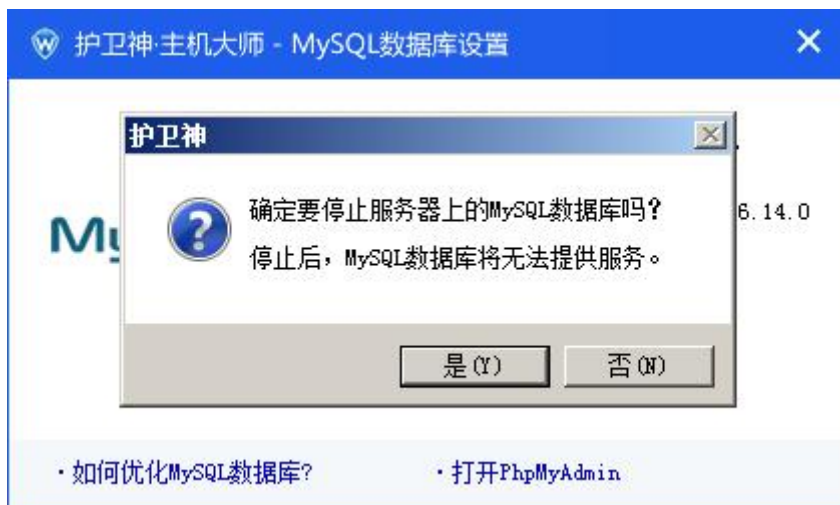 护卫神·主机大师 - MySQL数据库设置
护卫神
确定要停止服务器上的MySQL数据库吗?
停止后，MySQL数据库将无法提供服务。
6.14.0
My
是(Y)
否(N)
·如何优化MySQL数据库?
·打开PhpMyAdmin